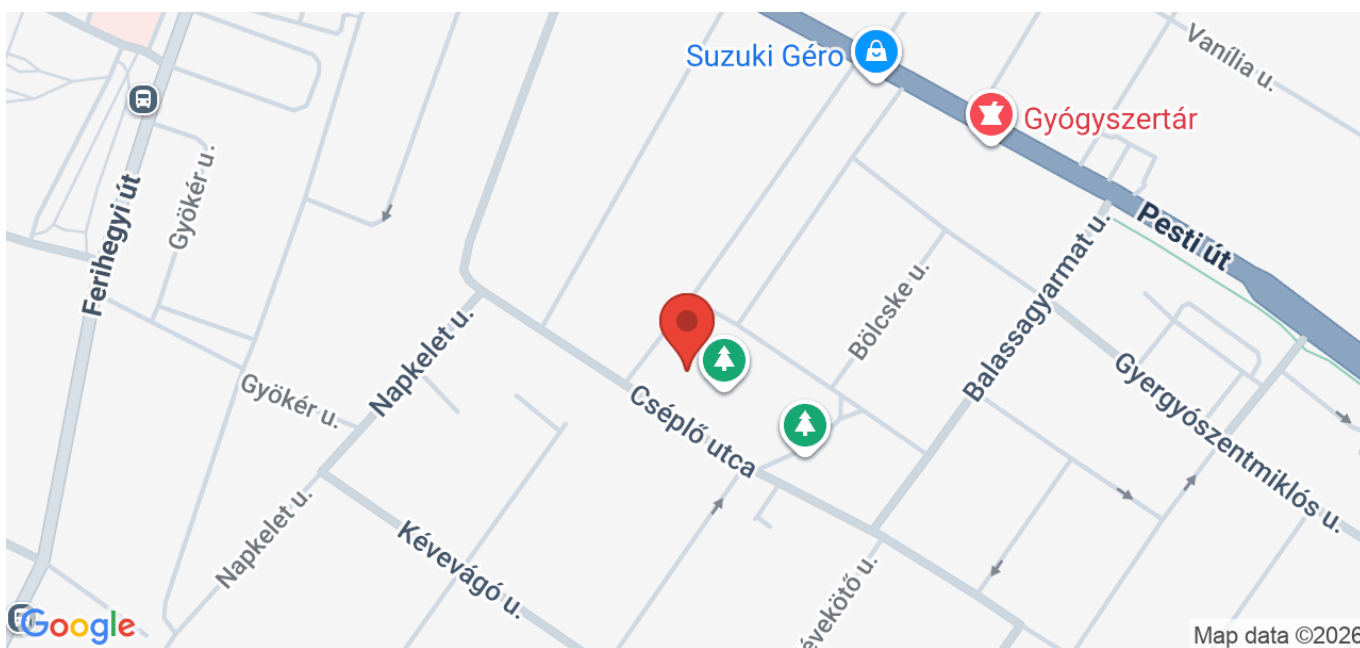 Suzuki Géro
Vanília u.
Gyógyszertár
Gyökér u.
Ferihegyi út
Pesti út
Balassagyarmat u.
Bölcske u.
Napkelet u.
Gyergyószentmiklós u.
Gyökér u.
Cséplő utca
Napkelet u.
Kévevágó u.
évekötő u.
Google
Map data ©2026